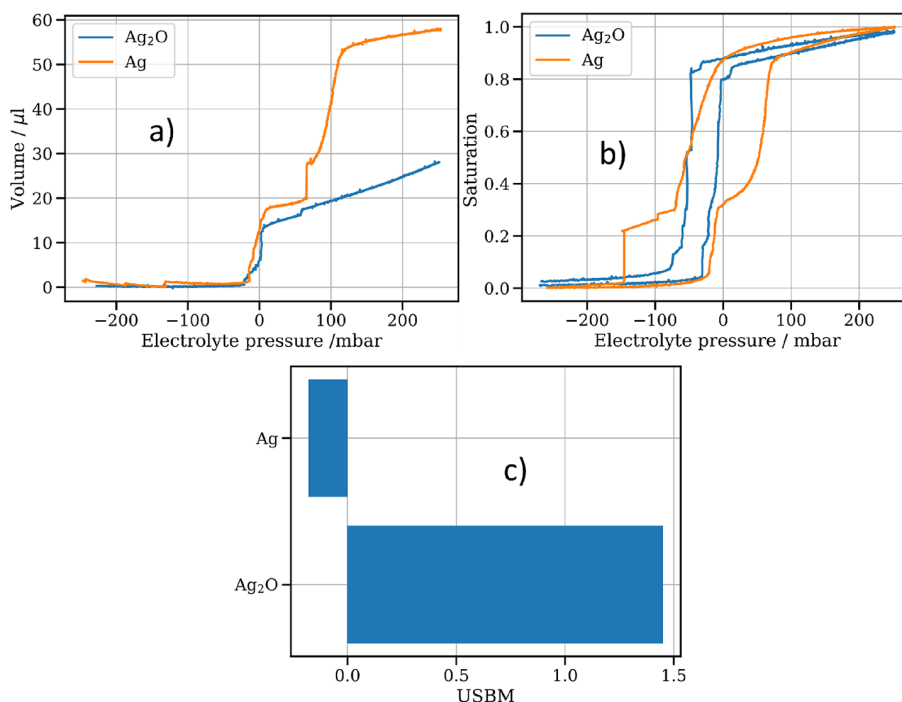 60
50
40
30
20
10
0
Volume / µl
Ag₂O
Ag
a)
−200 −100 0 100 200
Electrolyte pressure /mbar
1.0
0.8
0.6
0.4
0.2
0.0
Saturation
Ag₂O
Ag
b)
−200 −100 0 100 200
Electrolyte pressure / mbar
Ag
Ag₂O
c)
0.0 0.5 1.0 1.5
USBM